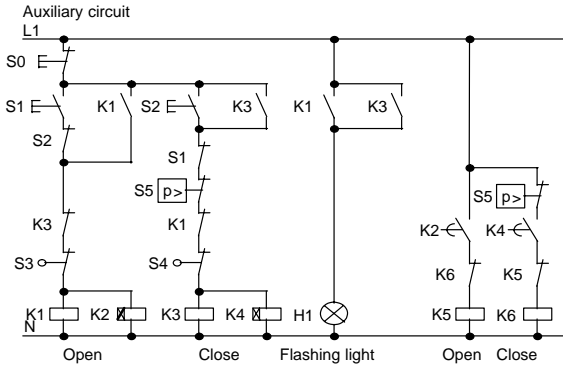 Auxiliary circuit
L1
S0
S1 K1 S2 K3 K1 K3
S2 S1
S5 p> S5 p>
K3 K1 K2 K4
S3 S4 K6 K5
K1 K2 K3 K4 H1 K5 K6
N
Open Close Flashing light Open Close